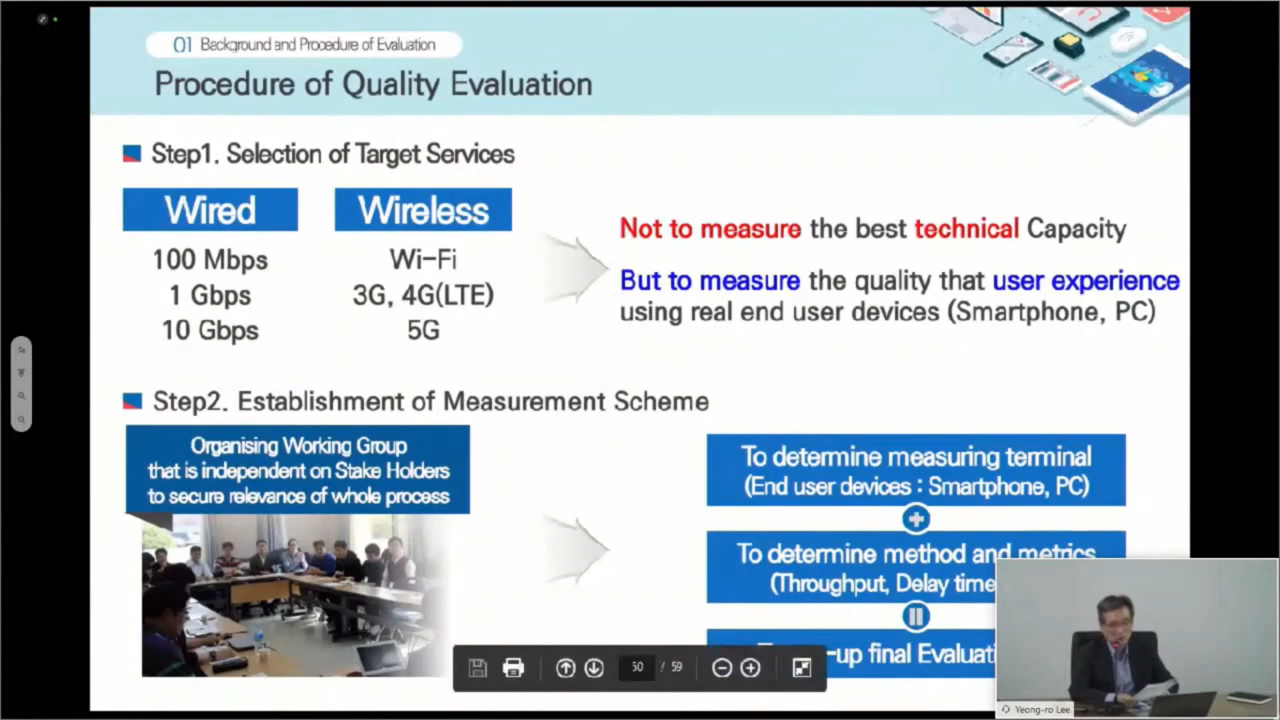 01 Background and Procedure of Evaluation
Procedure of Quality Evaluation
Step1. Selection of Target Services
Wired
100 Mbps
1 Gbps
10 Gbps
Wireless
Wi-Fi
3G, 4G(LTE)
5G
Not to measure the best technical Capacity
But to measure the quality that user experience
using real end user devices (Smartphone, PC)
Step2. Establishment of Measurement Scheme
Organising Working Group
that is independent on Stake Holders
to secure relevance of whole process
To determine measuring terminal
(End user devices : Smartphone, PC)
To determine method and metrics
(Throughput, Delay time
-up final Evaluati
50 / 59
Yeong-ro Lee